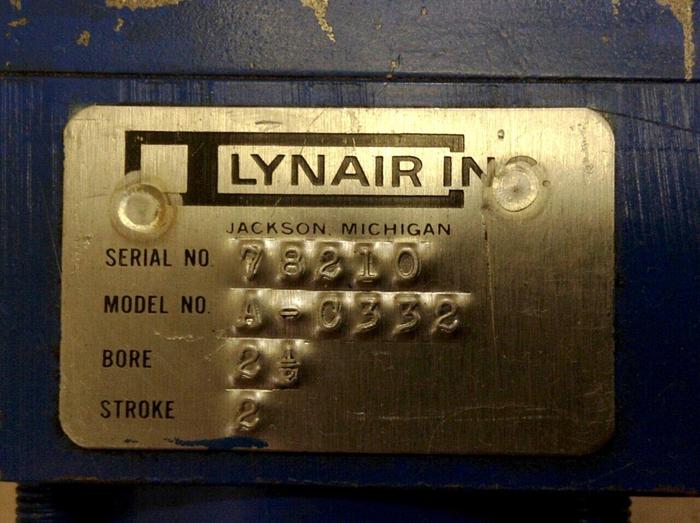 LYNAIR INC
JACKSON, MICHIGAN
SERIAL NO. 78210
MODEL NO. A-C332
BORE 2 1/2
STROKE 2